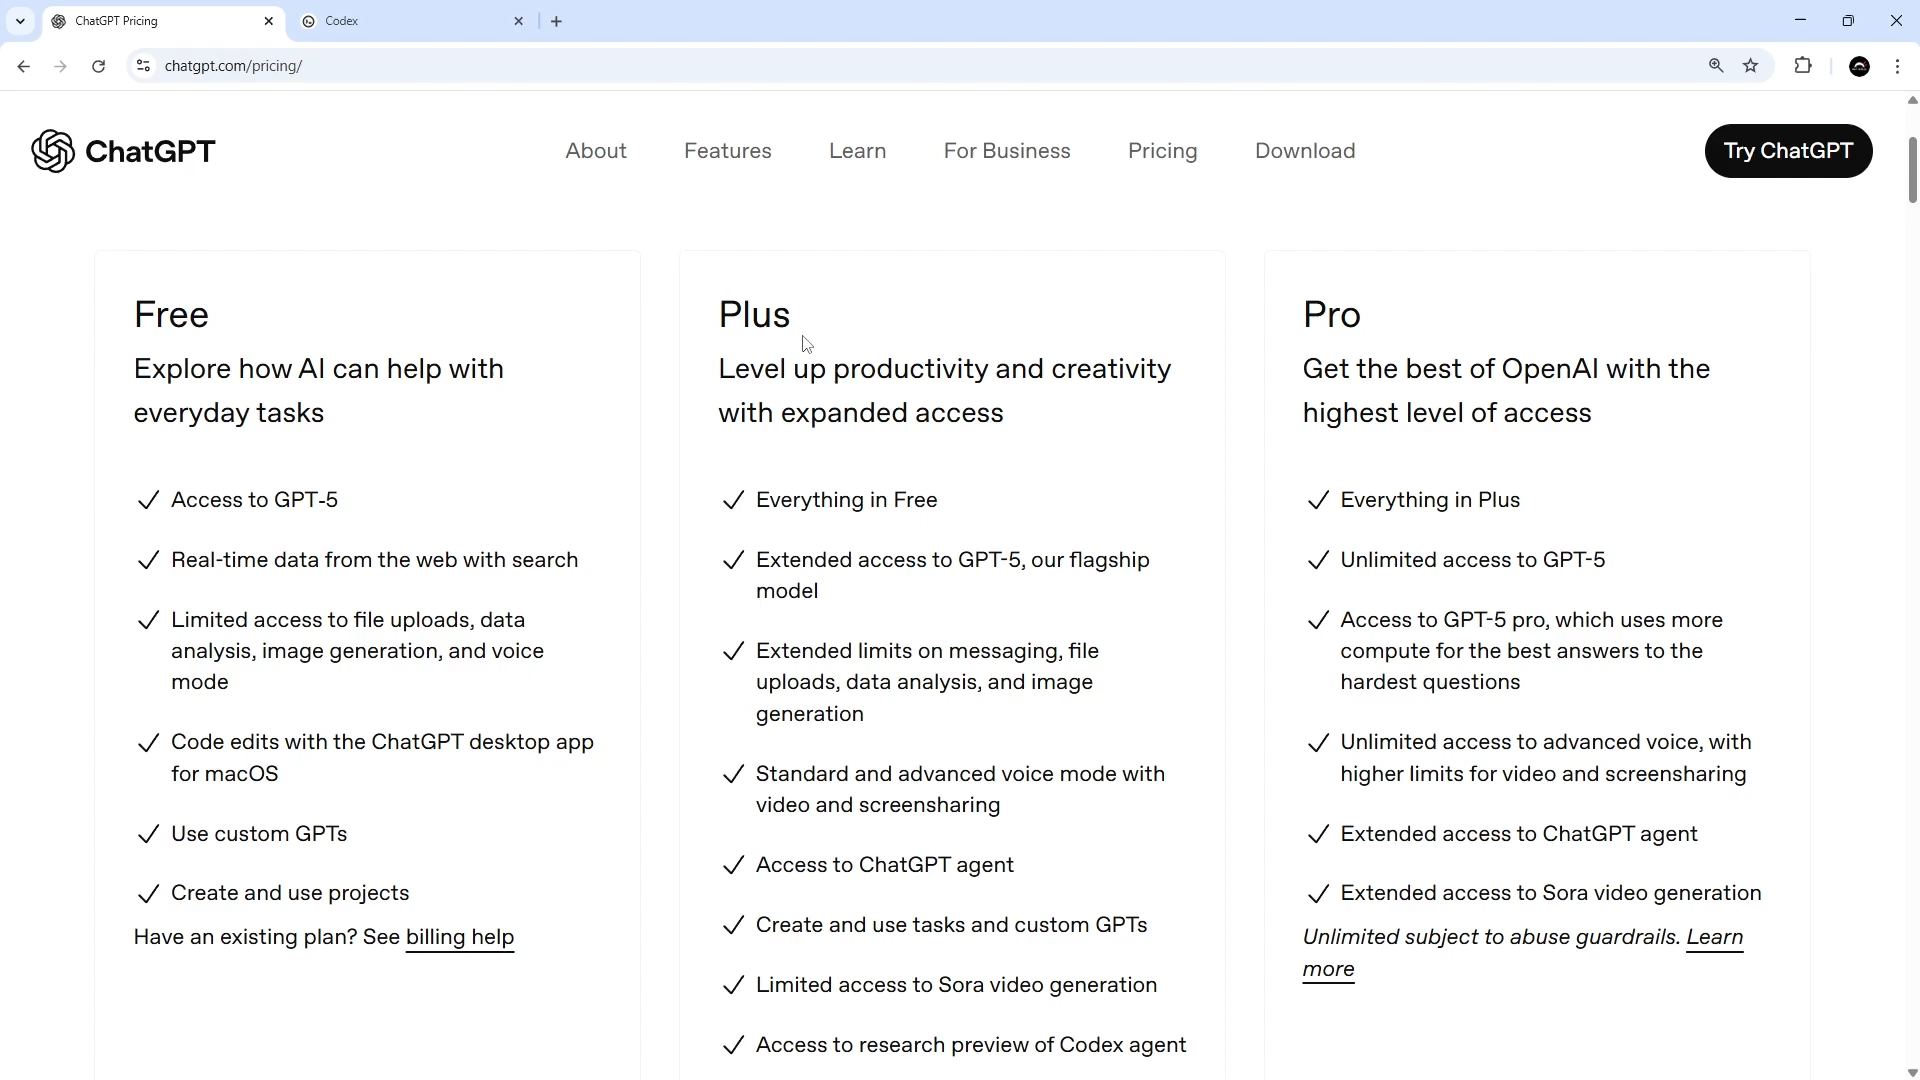 ChatGPT Pricing
Codex
chatgpt.com/pricing/
ChatGPT
About
Features
Learn
For Business
Pricing
Download
Try ChatGPT
Free
Explore how AI can help with
everyday tasks
Access to GPT-5
Real-time data from the web with search
Limited access to file uploads, data
analysis, image generation, and voice
mode
Code edits with the ChatGPT desktop app
for macOS
Use custom GPTs
Create and use projects
Have an existing plan? See billing help
Plus
Level up productivity and creativity
with expanded access
Everything in Free
Extended access to GPT-5, our flagship
model
Extended limits on messaging, file
uploads, data analysis, and image
generation
Standard and advanced voice mode with
video and screensharing
Access to ChatGPT agent
Create and use tasks and custom GPTs
Limited access to Sora video generation
Access to research preview of Codex agent
Pro
Get the best of OpenAI with the
highest level of access
Everything in Plus
Unlimited access to GPT-5
Access to GPT-5 pro, which uses more
compute for the best answers to the
hardest questions
Unlimited access to advanced voice, with
higher limits for video and screensharing
Extended access to ChatGPT agent
Extended access to Sora video generation
Unlimited subject to abuse guardrails. Learn
more